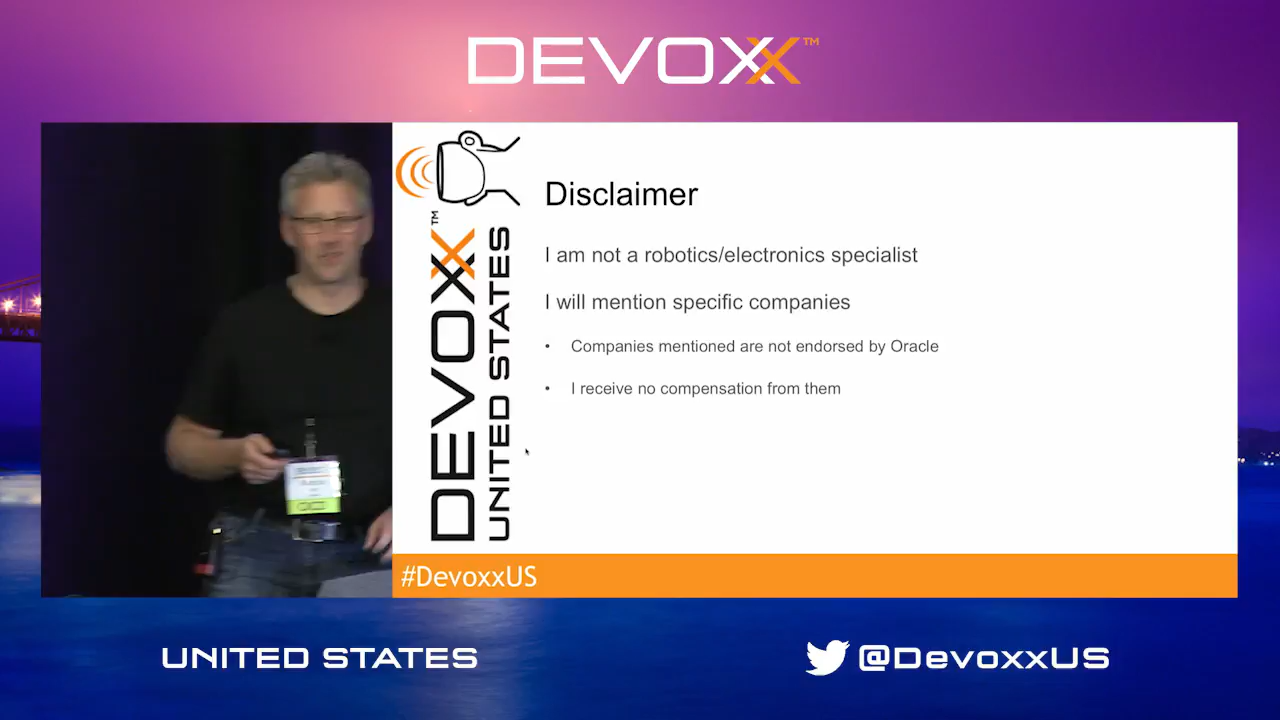 DEVOXX™
DEVOXX™
UNITED STATES
Disclaimer
I am not a robotics/electronics specialist
I will mention specific companies
• Companies mentioned are not endorsed by Oracle
• I receive no compensation from them
#DevoxxUS
UNITED STATES
@DevoxxUS